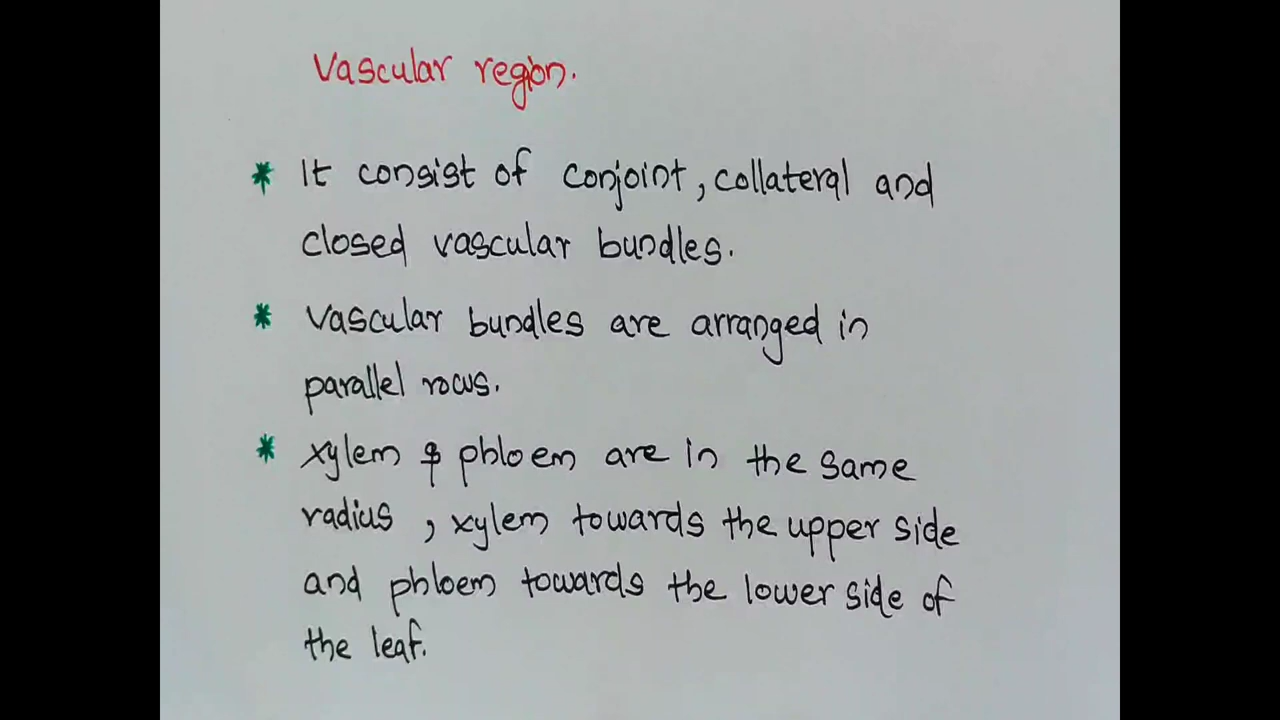 Vascular region.
* It consist of conjoint, collateral and
closed vascular bundles.
* Vascular bundles are arranged in
parallel rows.
* xylem & phloem are in the same
radius, xylem towards the upper side
and phloem towards the lower side of
the leaf.